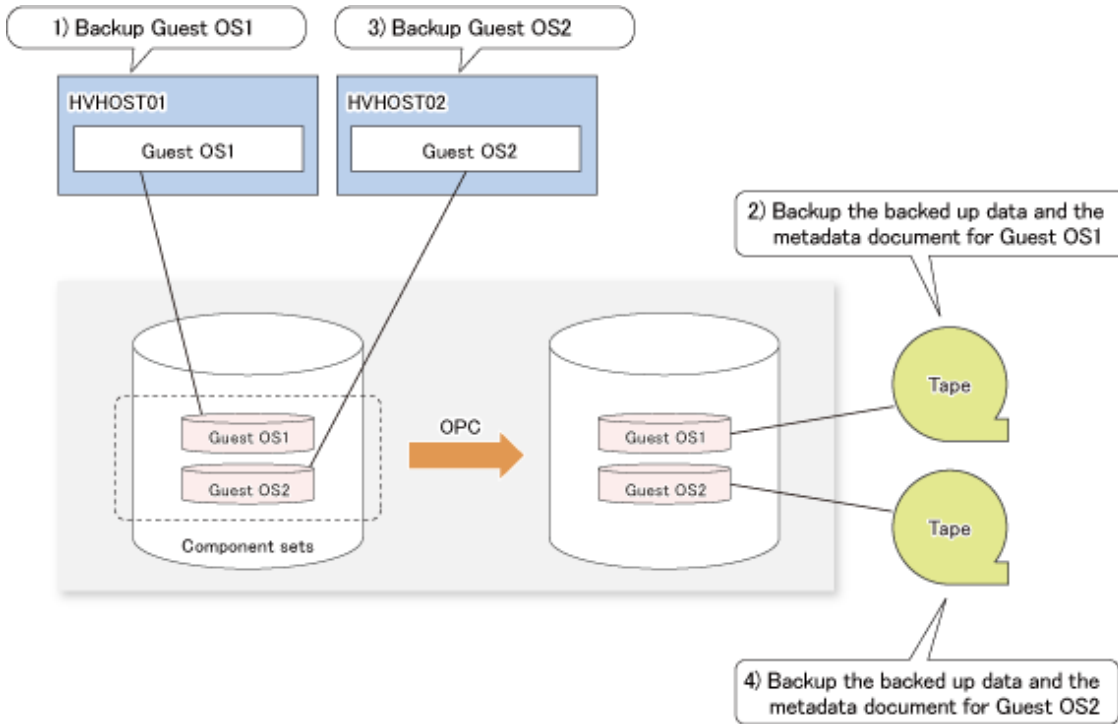 1) Backup Guest OS1
3) Backup Guest OS2
HVHOST01
HVHOST02
Guest OS1
Guest OS2
2) Backup the backed up data and the
metadata document for Guest OS1
Guest OS1
Guest OS2
Component sets
OPC
Guest OS1
Guest OS2
Tape
Tape
4) Backup the backed up data and the
metadata document for Guest OS2